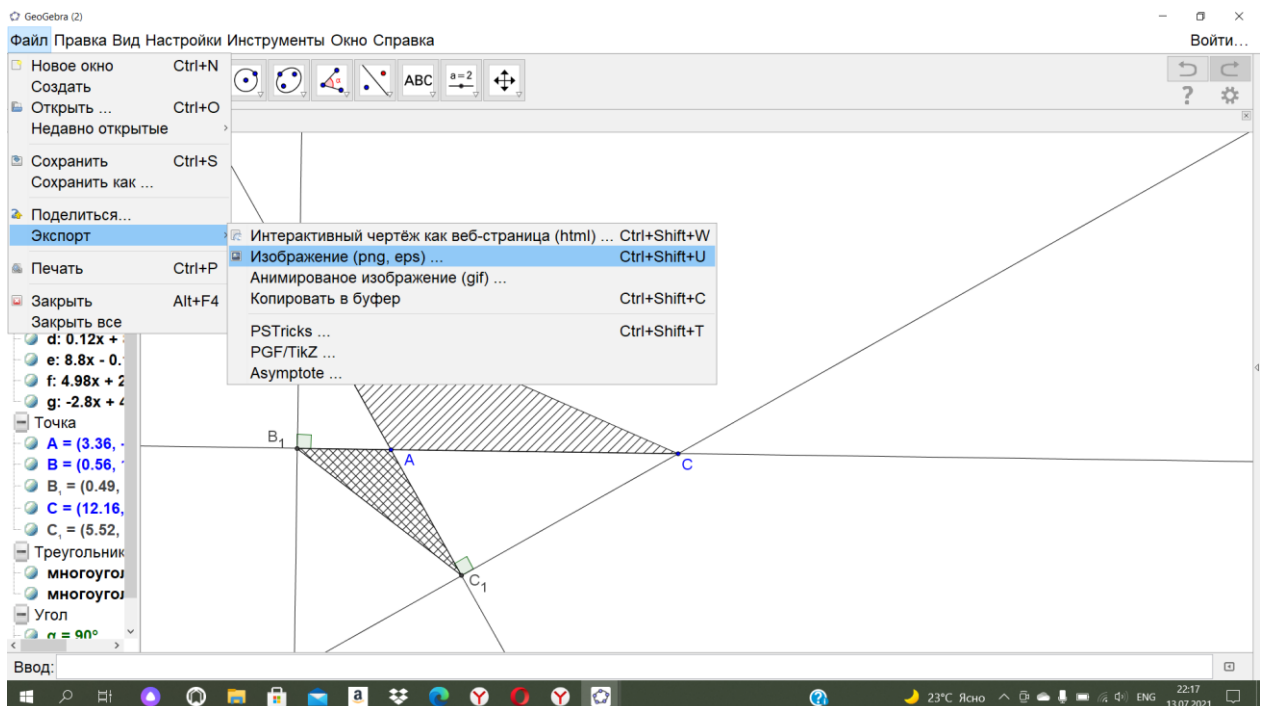 GeoGebra (2)
Файл Правка Вид Настройки Инструменты Окно Справка Войти...
Новое окно Ctrl+N
Создать
Открыть ... Ctrl+O
Недавно открытые
Сохранить Ctrl+S
Сохранить как ...
Поделиться...
Экспорт
Печать Ctrl+P
Закрыть Alt+F4
Закрыть все
ABC
a=2
Интерактивный чертёж как веб-страница (html) ... Ctrl+Shift+W
Изображение (png, eps) ... Ctrl+Shift+U
Анимированое изображение (gif) ...
Копировать в буфер Ctrl+Shift+C
PSTricks ... Ctrl+Shift+T
PGF/TikZ ...
Asymptote ...
d: 0.12x +
e: 8.8x - 0.
f: 4.98x + 2
g: -2.8x +
Точка
A = (3.36, -
B = (0.56,
B₁ = (0.49,
C = (12.16,
C₁ = (5.52,
Треугольник
многоугол
многоугол
Угол
α = 90°
B₁
A
C
C₁
Ввод:
23°C Ясно ENG 22:17
13.07.2021